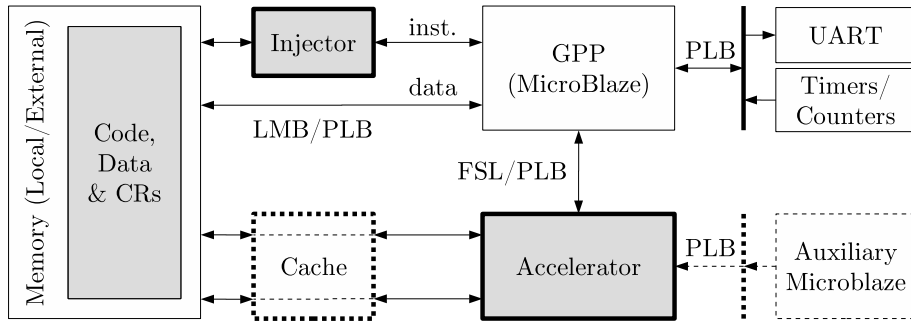 Memory (Local/External)
Code,
Data
& CRs
Injector
inst.
data
LMB/PLB
GPP
(MicroBlaze)
PLB
UART
Timers/
Counters
FSL/PLB
Cache
Accelerator
PLB
Auxiliary
Microblaze